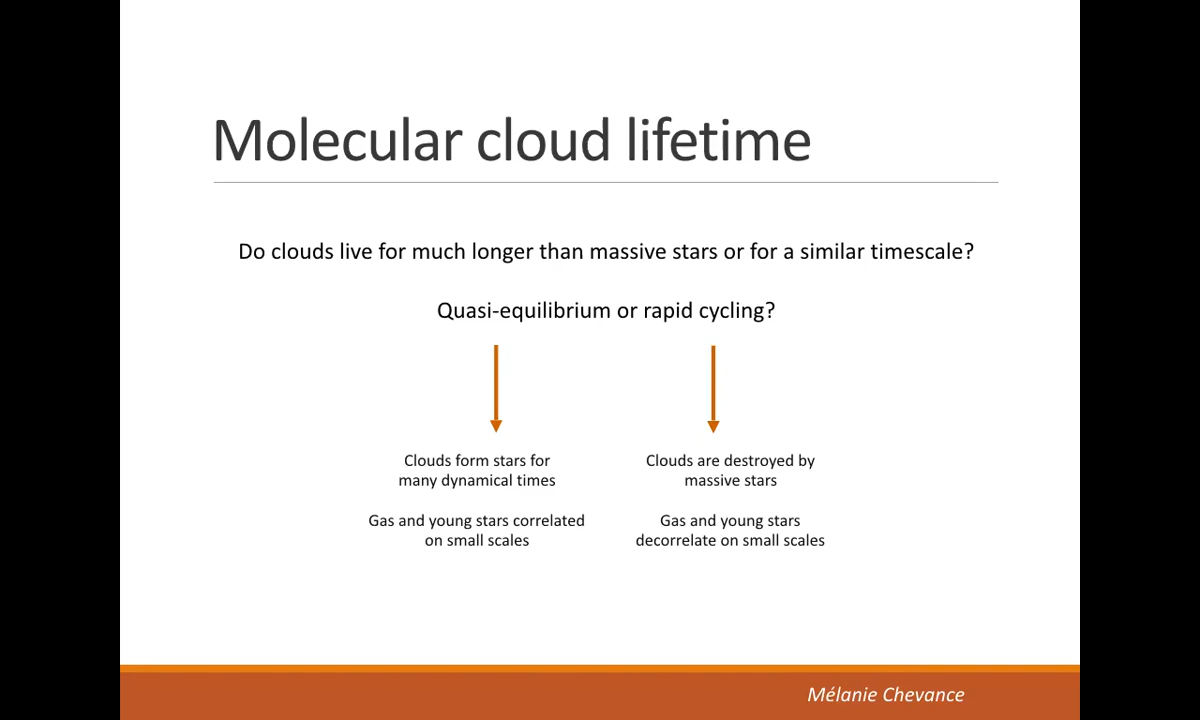 Molecular cloud lifetime
Do clouds live for much longer than massive stars or for a similar timescale?
Quasi-equilibrium or rapid cycling?
Clouds form stars for
many dynamical times
Gas and young stars correlated
on small scales
Clouds are destroyed by
massive stars
Gas and young stars
decorrelate on small scales
Mélanie Chevance